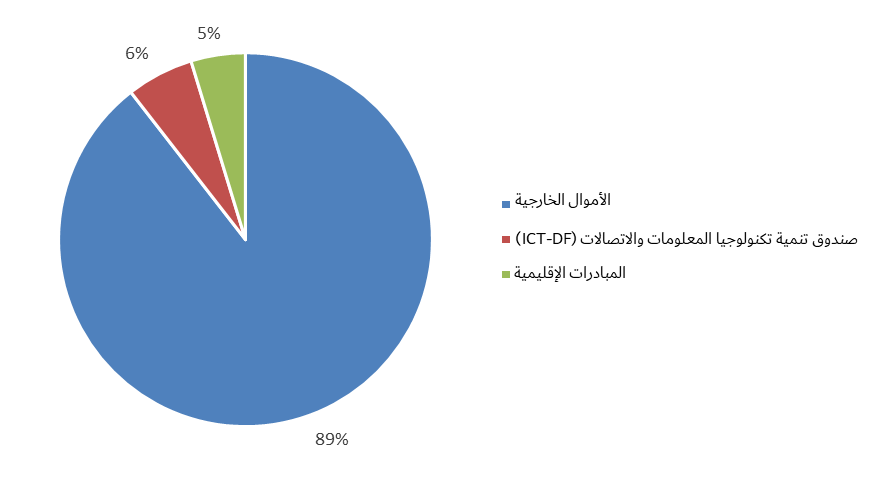 5%
6%
الأموال الخارجية
صندوق تنمية تكنولوجيا المعلومات والاتصالات (ICT-DF)
المبادرات الإقليمية
89%